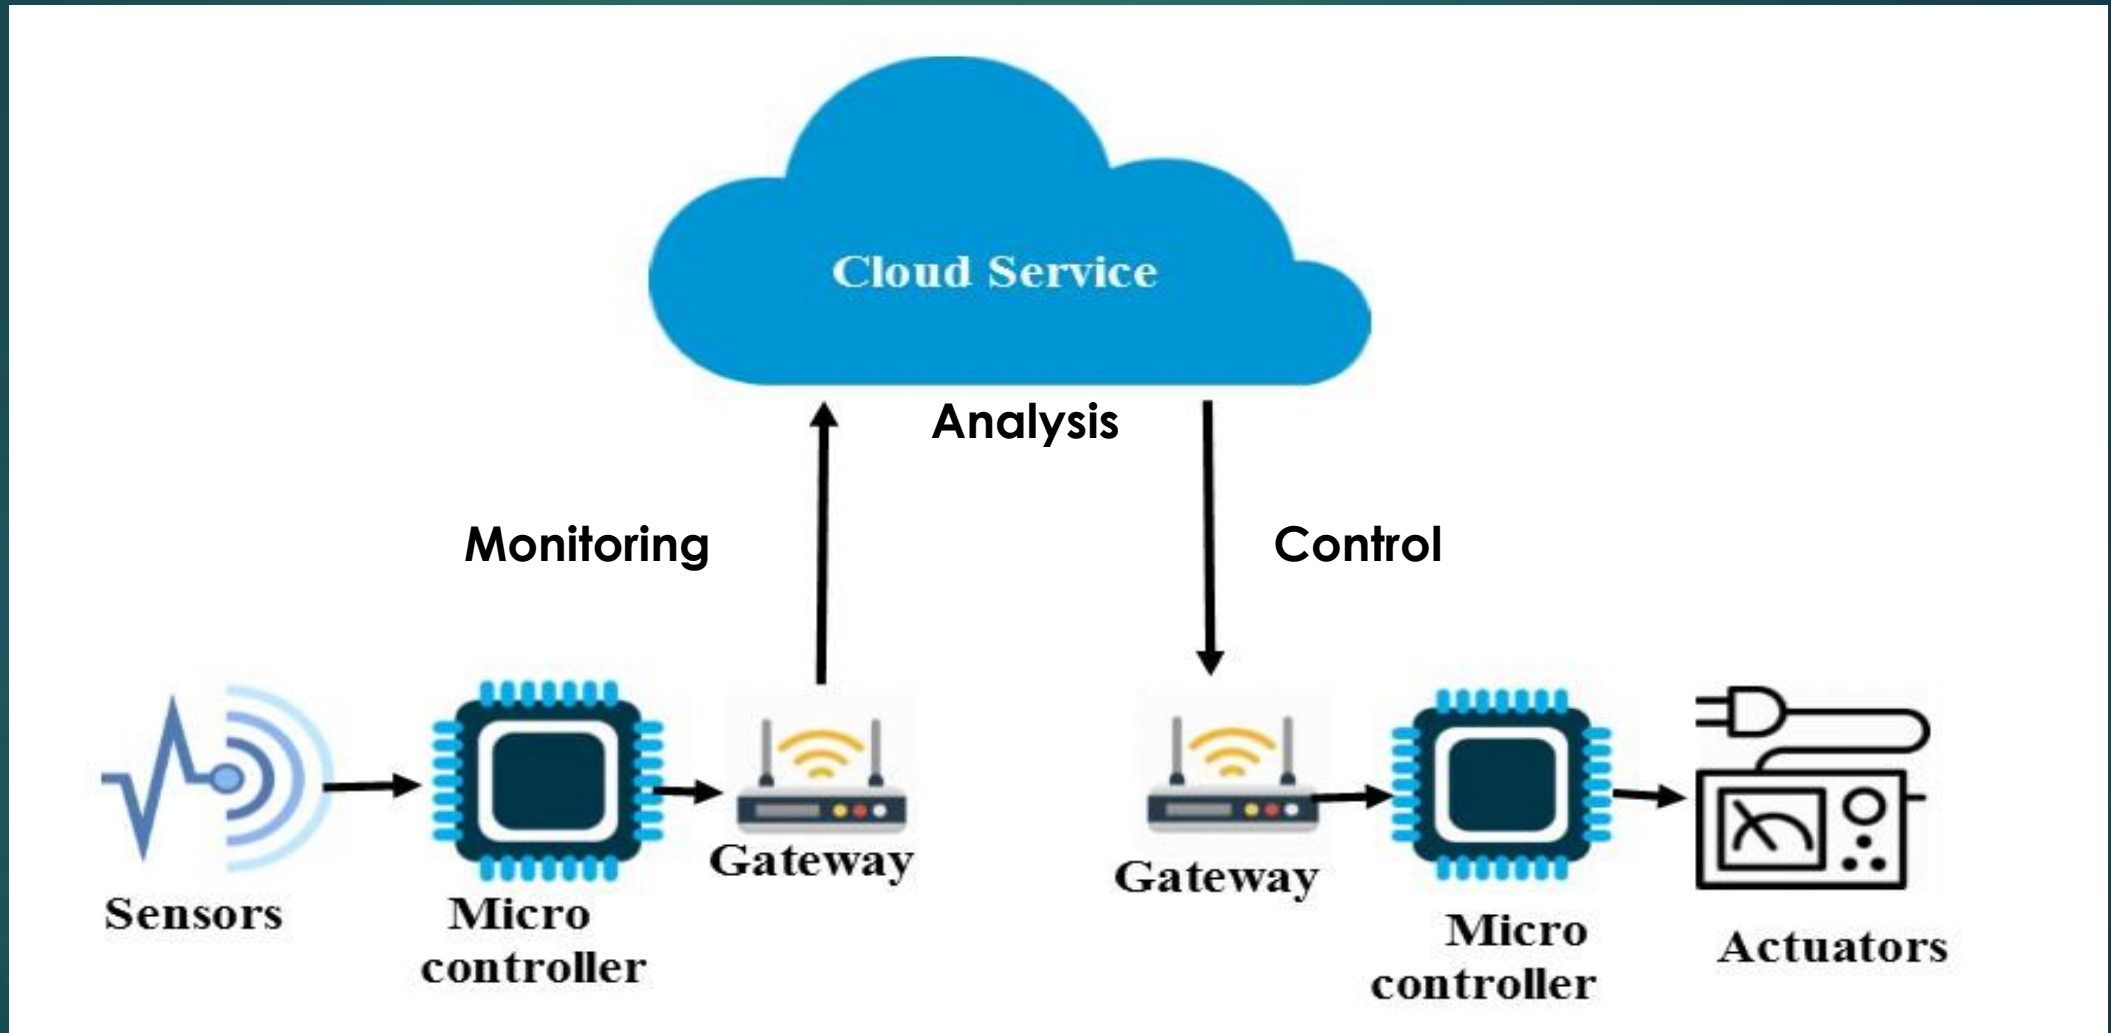 Cloud Service
Analysis
Monitoring
Control
Sensors
Micro
controller
Gateway
Gateway
Micro
controller
Actuators